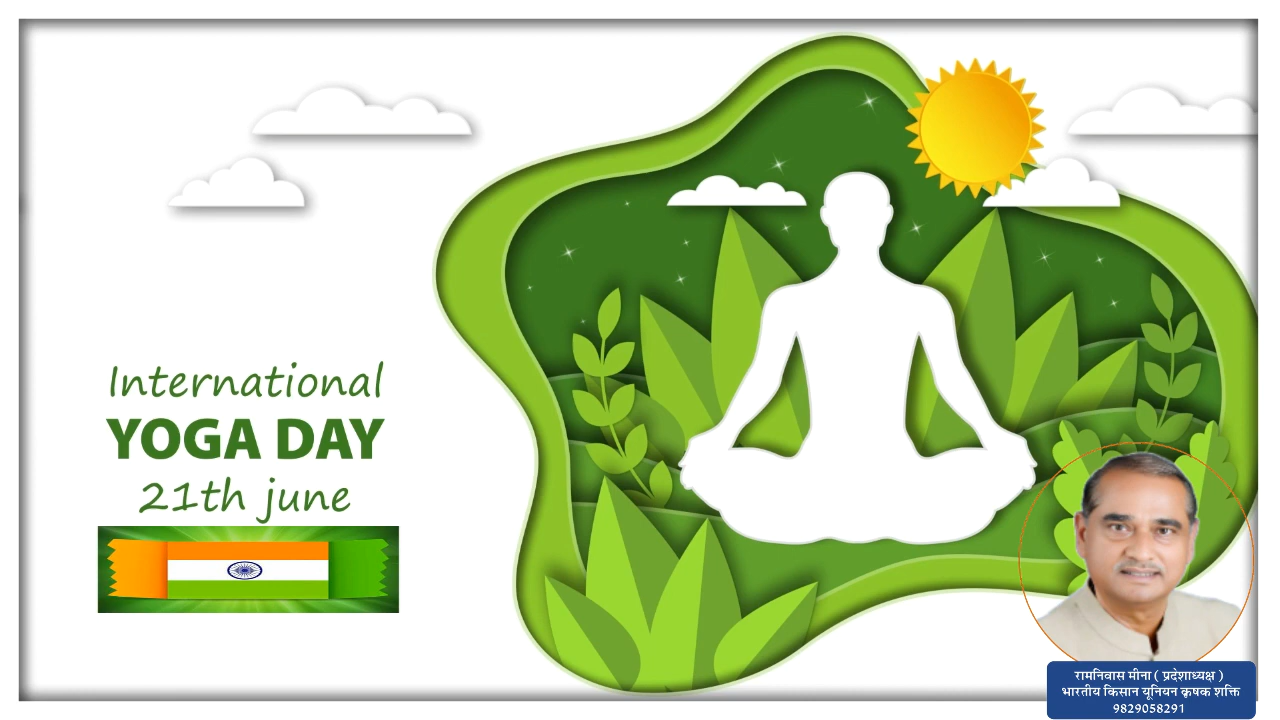 International
YOGA DAY
21th june
रामनिवास मीना ( प्रदेशाध्यक्ष )
भारतीय किसान यूनियन कृषक शक्ति
9829058291